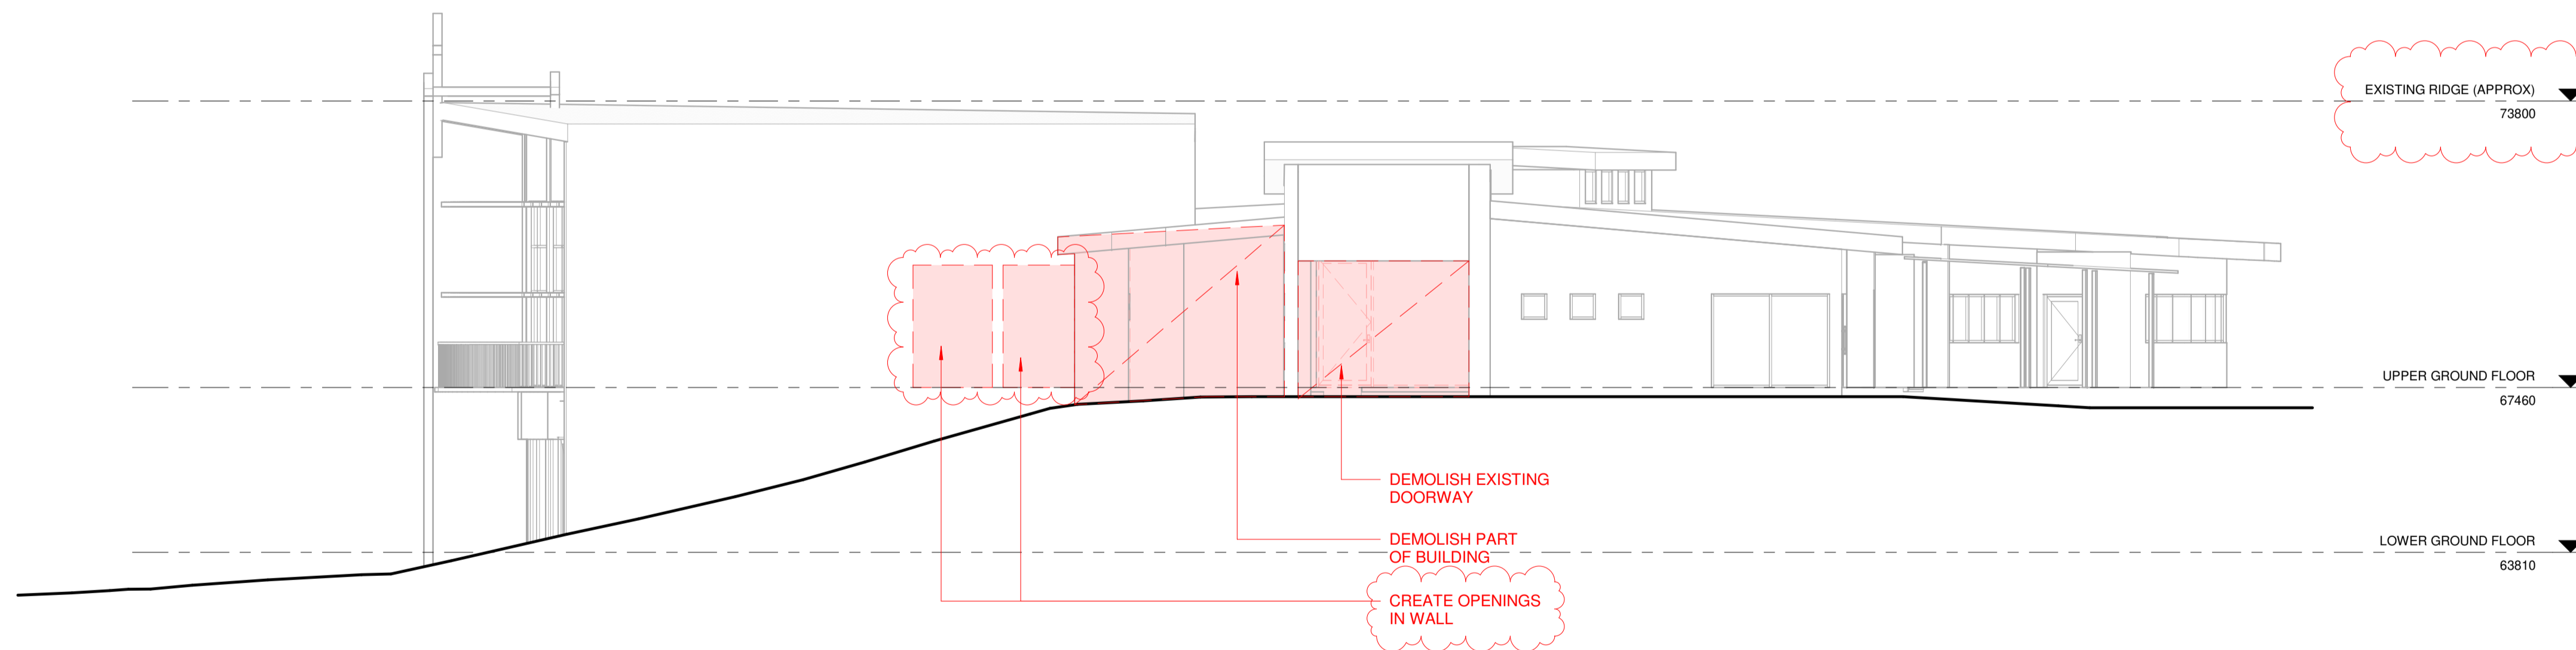 EXISTING RIDGE (APPROX)
73800
UPPER GROUND FLOOR
67460
DEMOLISH EXISTING
DOORWAY
DEMOLISH PART
OF BUILDING
LOWER GROUND FLOOR
63810
CREATE OPENINGS
IN WALL